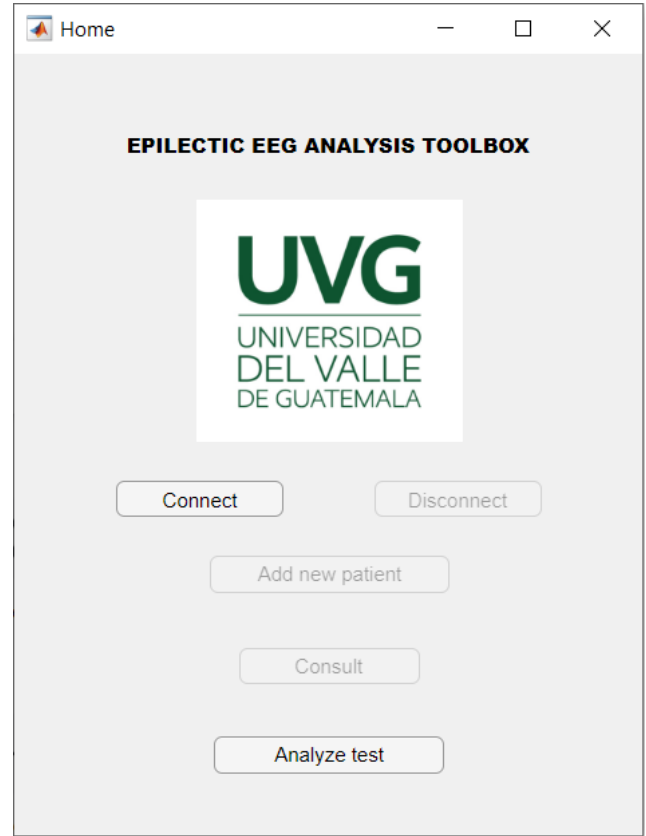 Home
EPILECTIC EEG ANALYSIS TOOLBOX
UVG
UNIVERSIDAD
DEL VALLE
DE GUATEMALA
Connect Disconnect
Add new patient
Consult
Analyze test